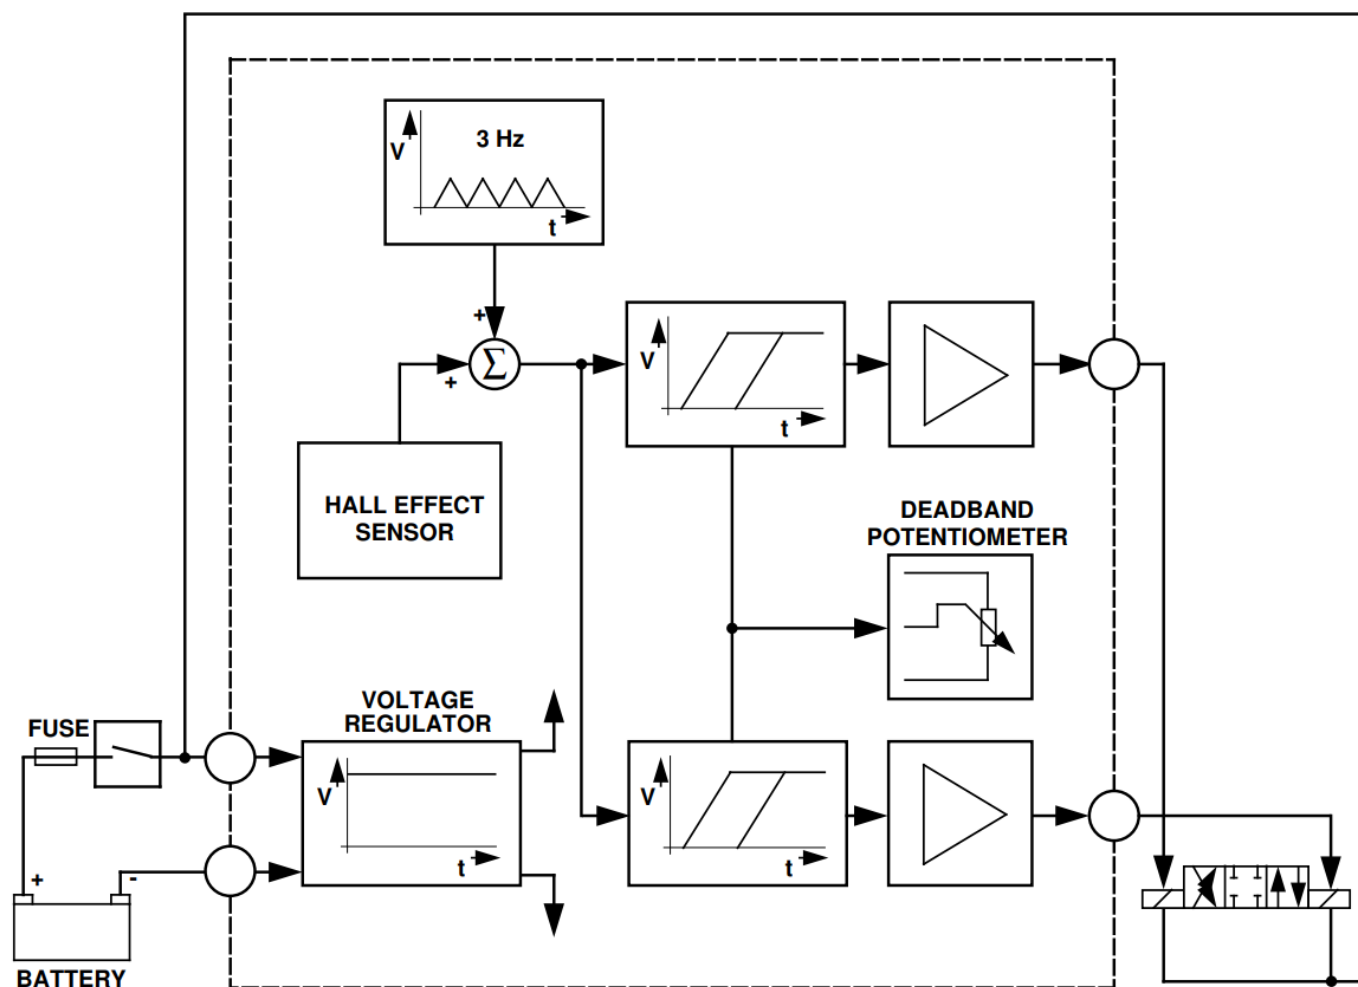 3 Hz
V
t
+
Σ
+
V
t
HALL EFFECT
SENSOR
DEADBAND
POTENTIOMETER
VOLTAGE
REGULATOR
FUSE
V
t
V
t
+
-
BATTERY